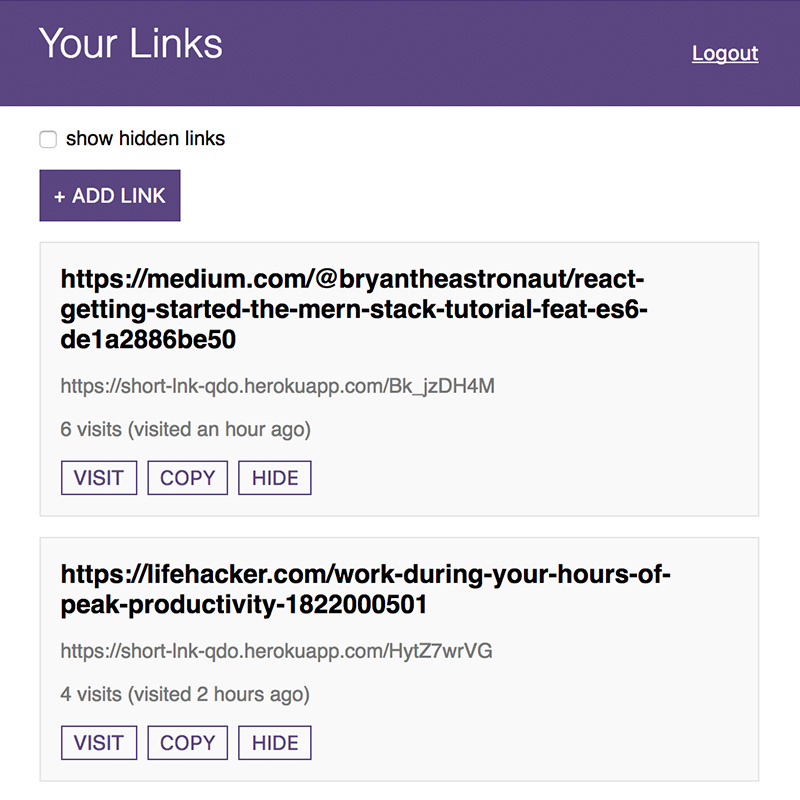 Your Links
Logout
show hidden links
+ ADD LINK
https://medium.com/@bryantheastronaut/react-
getting-started-the-mern-stack-tutorial-feat-es6-
de1a2886be50
https://short-lnk-qdo.herokuapp.com/Bk_jzDH4M
6 visits (visited an hour ago)
VISIT COPY HIDE
https://lifehacker.com/work-during-your-hours-of-
peak-productivity-1822000501
https://short-lnk-qdo.herokuapp.com/HytZ7wrVG
4 visits (visited 2 hours ago)
VISIT COPY HIDE